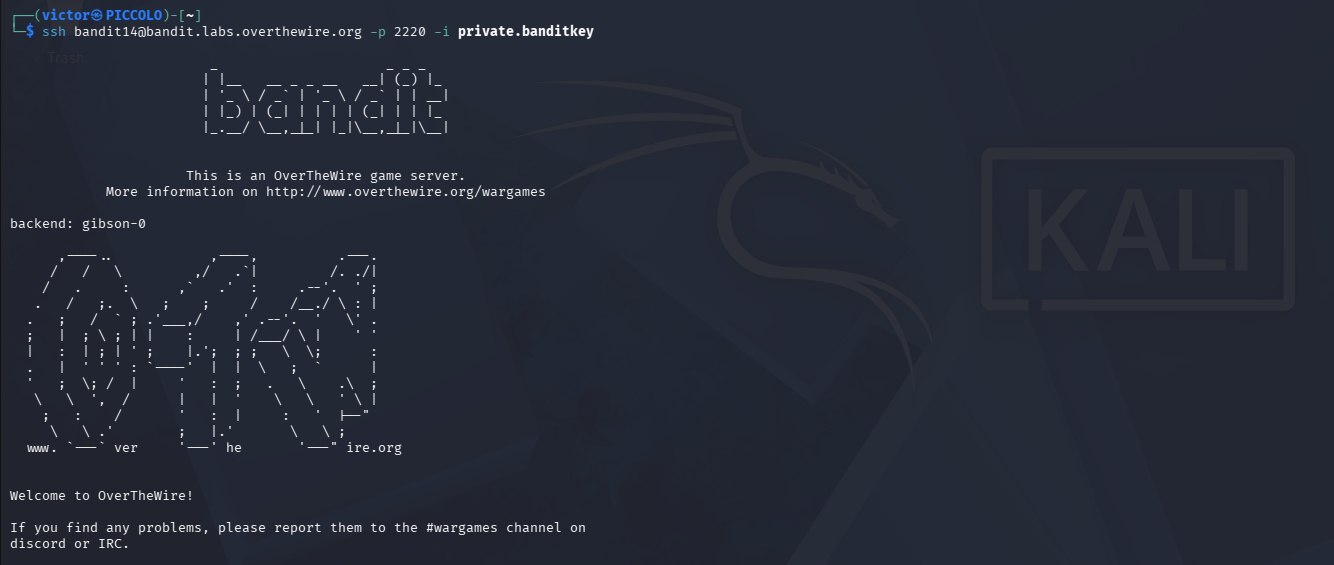 ┌──(victor㉿PICCOLO)-[~]
└─$ ssh bandit14@bandit.labs.overthewire.org -p 2220 -i private.banditkey
Trash
bandit
This is an OverTheWire game server.
More information on http://www.overthewire.org/wargames
backend: gibson-0
www. ver he ire.org
Welcome to OverTheWire!
If you find any problems, please report them to the #wargames channel on
discord or IRC.
KALI